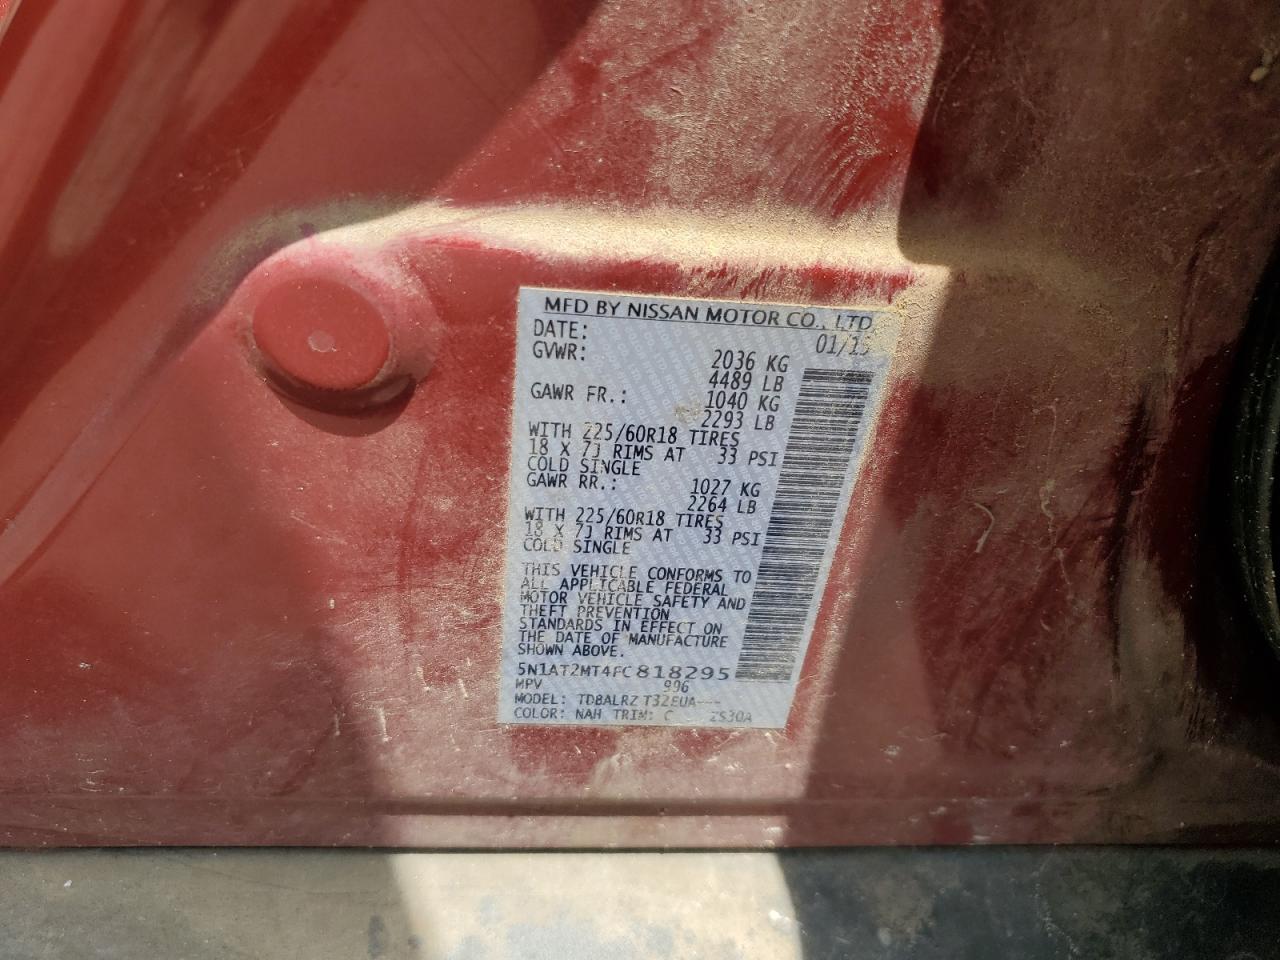 MFD BY NISSAN MOTOR CO., LTD.
DATE: 01/15
GVWR: 2036 KG
4489 LB
GAWR FR.: 1040 KG
2293 LB
WITH 225/60R18 TIRES
18 X 7J RIMS AT 33 PSI
COLD SINGLE
GAWR RR.: 1027 KG
2264 LB
WITH 225/60R18 TIRES
18 X 7J RIMS AT 33 PSI
COLD SINGLE
THIS VEHICLE CONFORMS TO
ALL APPLICABLE FEDERAL
MOTOR VEHICLE SAFETY AND
THEFT PREVENTION
STANDARDS IN EFFECT ON
THE DATE OF MANUFACTURE
SHOWN ABOVE.
5N1AT2MT4FC818295
MPV 996
MODEL: TDBALRZ T32EUA---
COLOR: NAH TRIM: C ZS30A